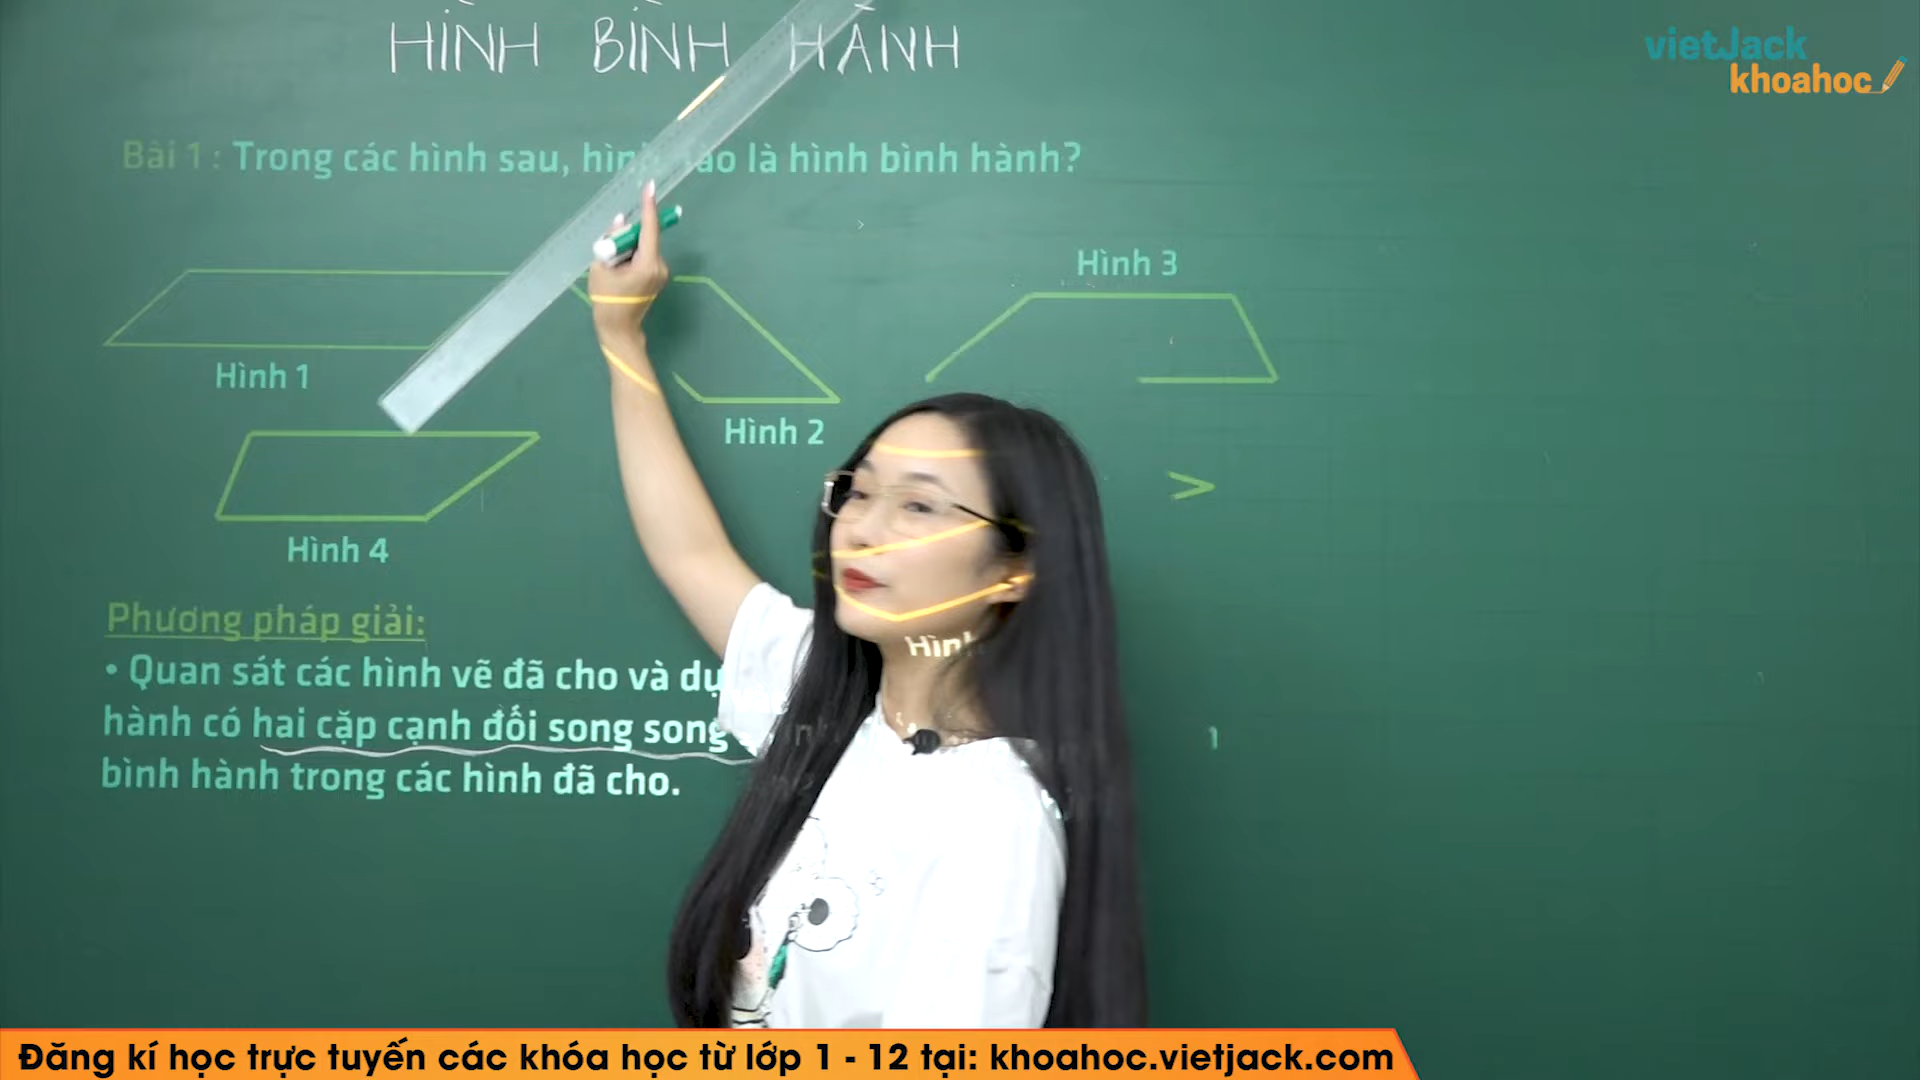 HÌNH BÌNH HÀNH
vietJack
khoahoc
Bài 1 : Trong các hình sau, là hình bình hành?
Hình 3
Hình 1
Hình 2
Hình 4
Phương pháp giải:
• Quan sát các hình vẽ đã cho và
hành có hai cặp cạnh đối song song
bình hành trong các hình đã cho.
Đăng kí học trực tuyến các khóa học từ lớp 1 - 12 tại: khoahoc.vietjack.com